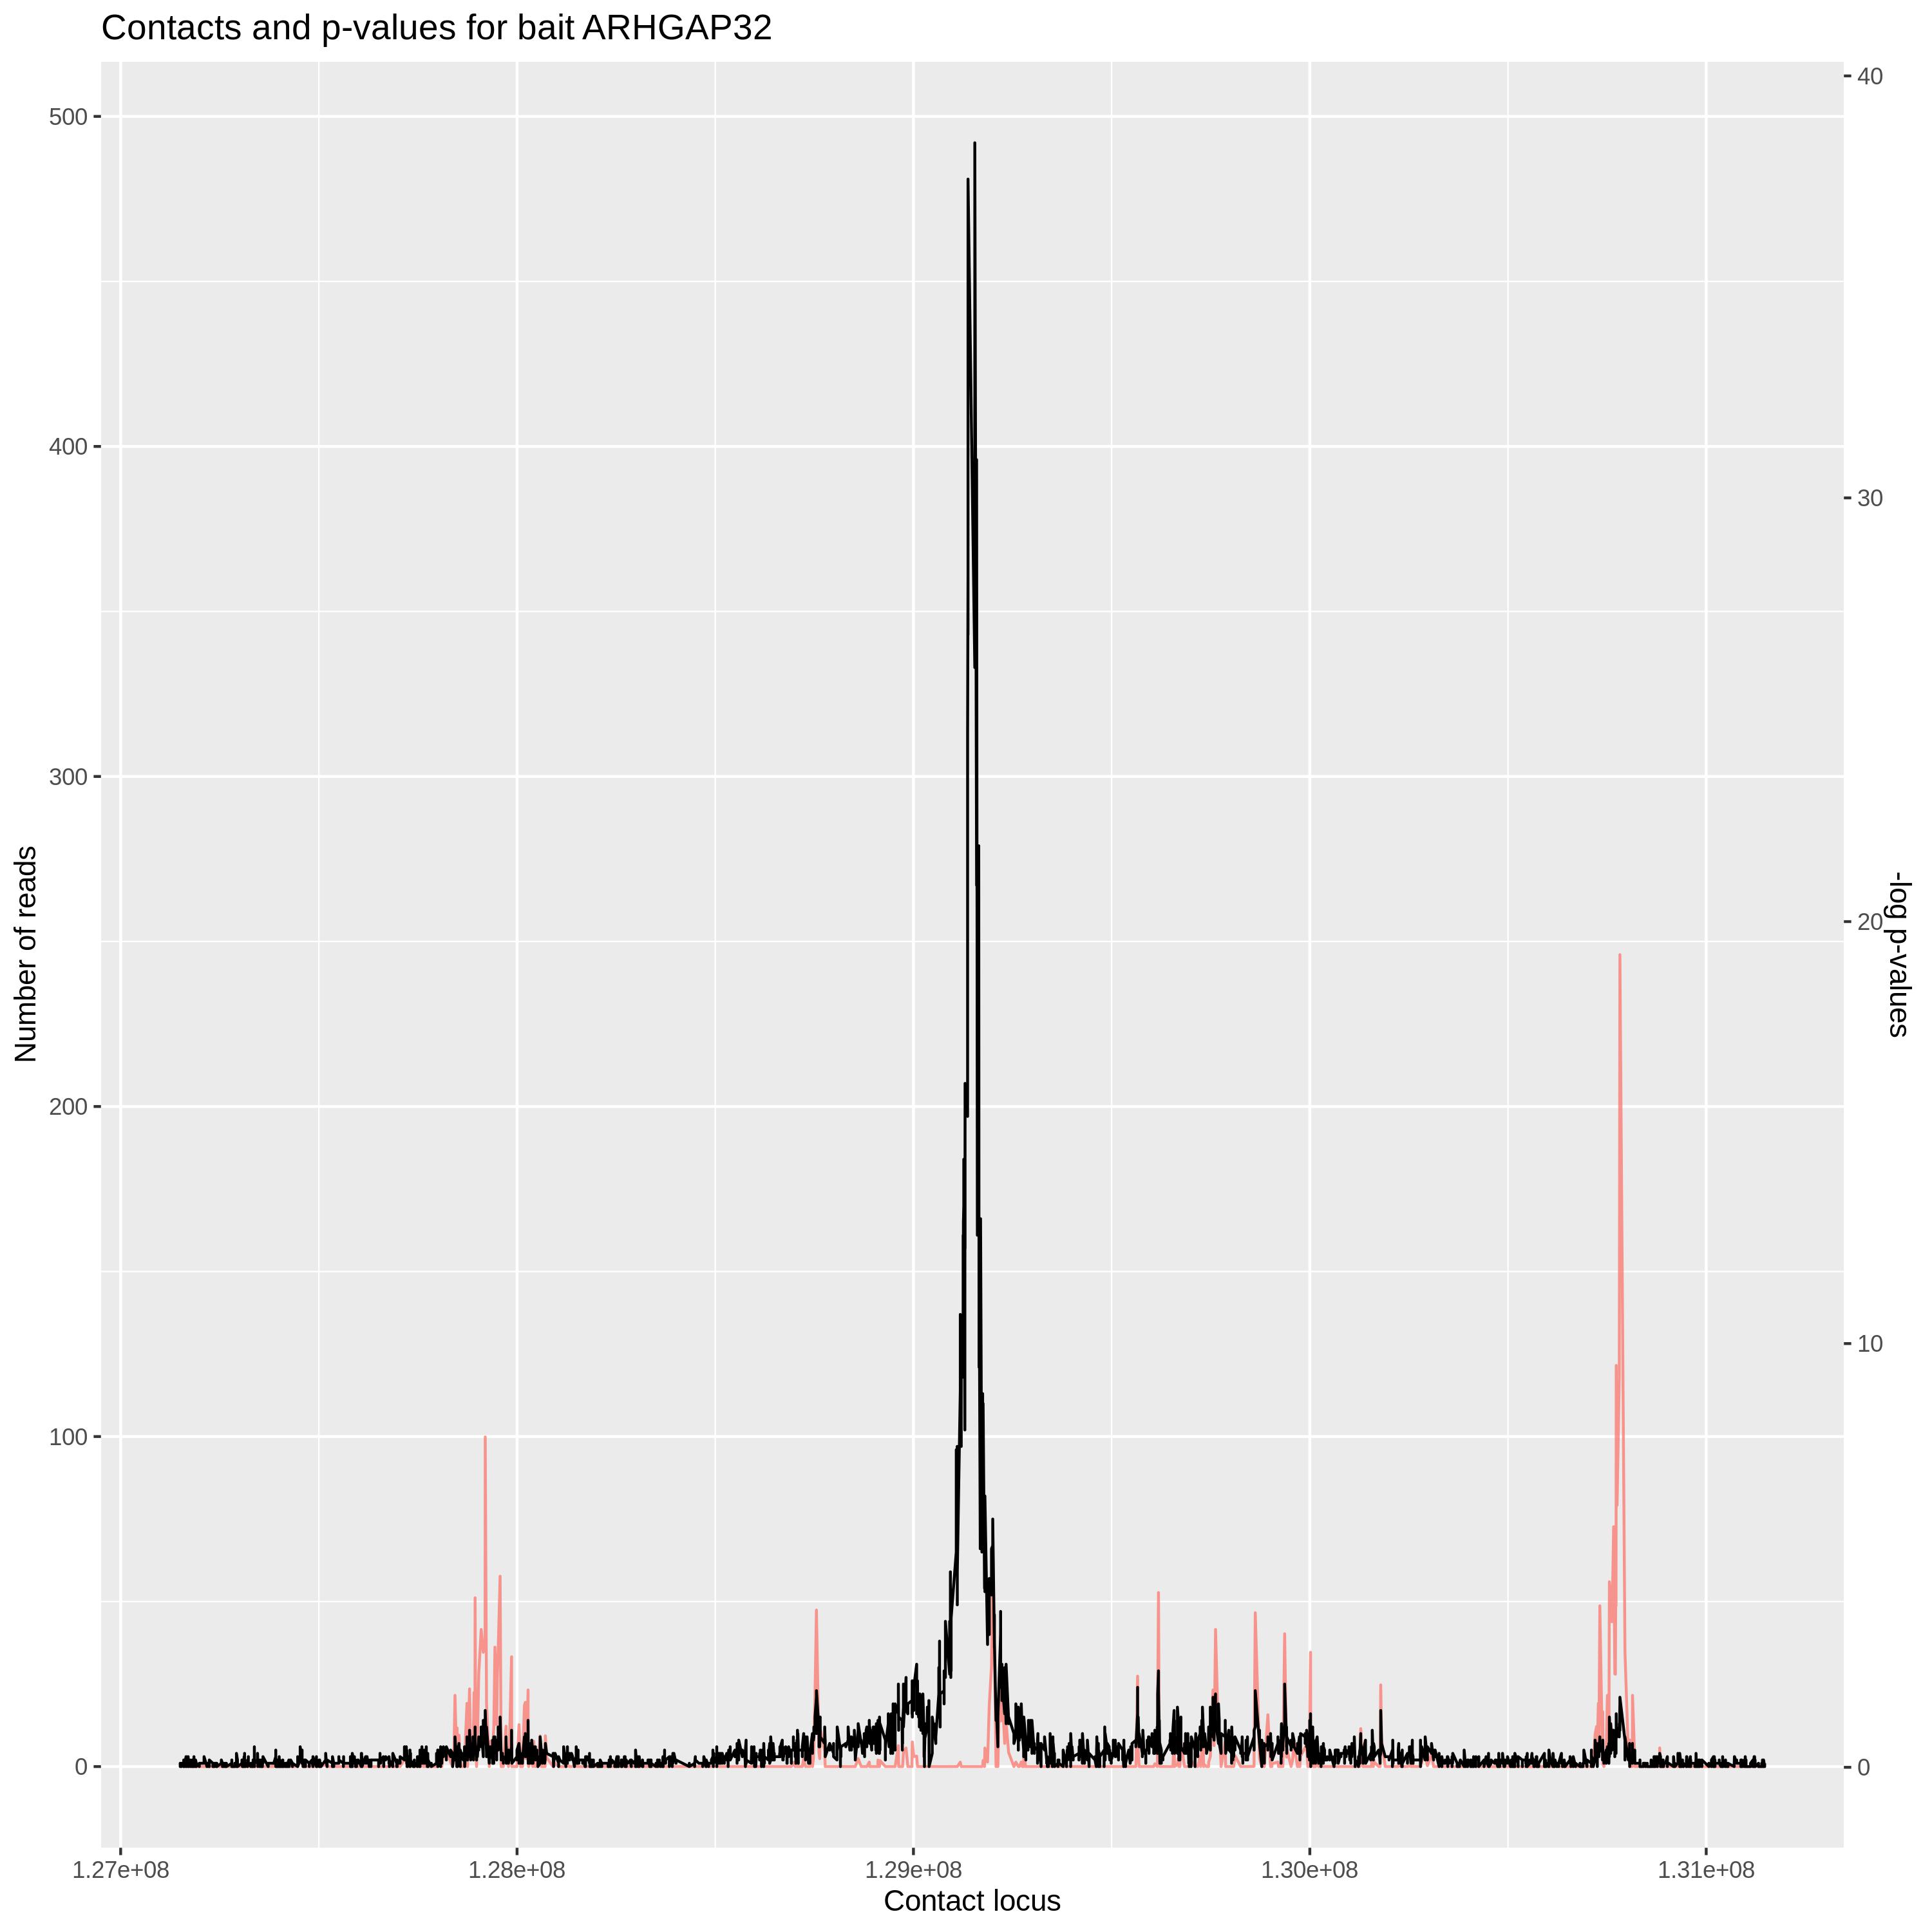 Contacts and p-values for bait ARHGAP32
500
400
300
200
100
0
Number of reads
40
30
20
10
0
-log p-values
1.27e+08
1.28e+08
1.29e+08
1.30e+08
1.31e+08
Contact locus